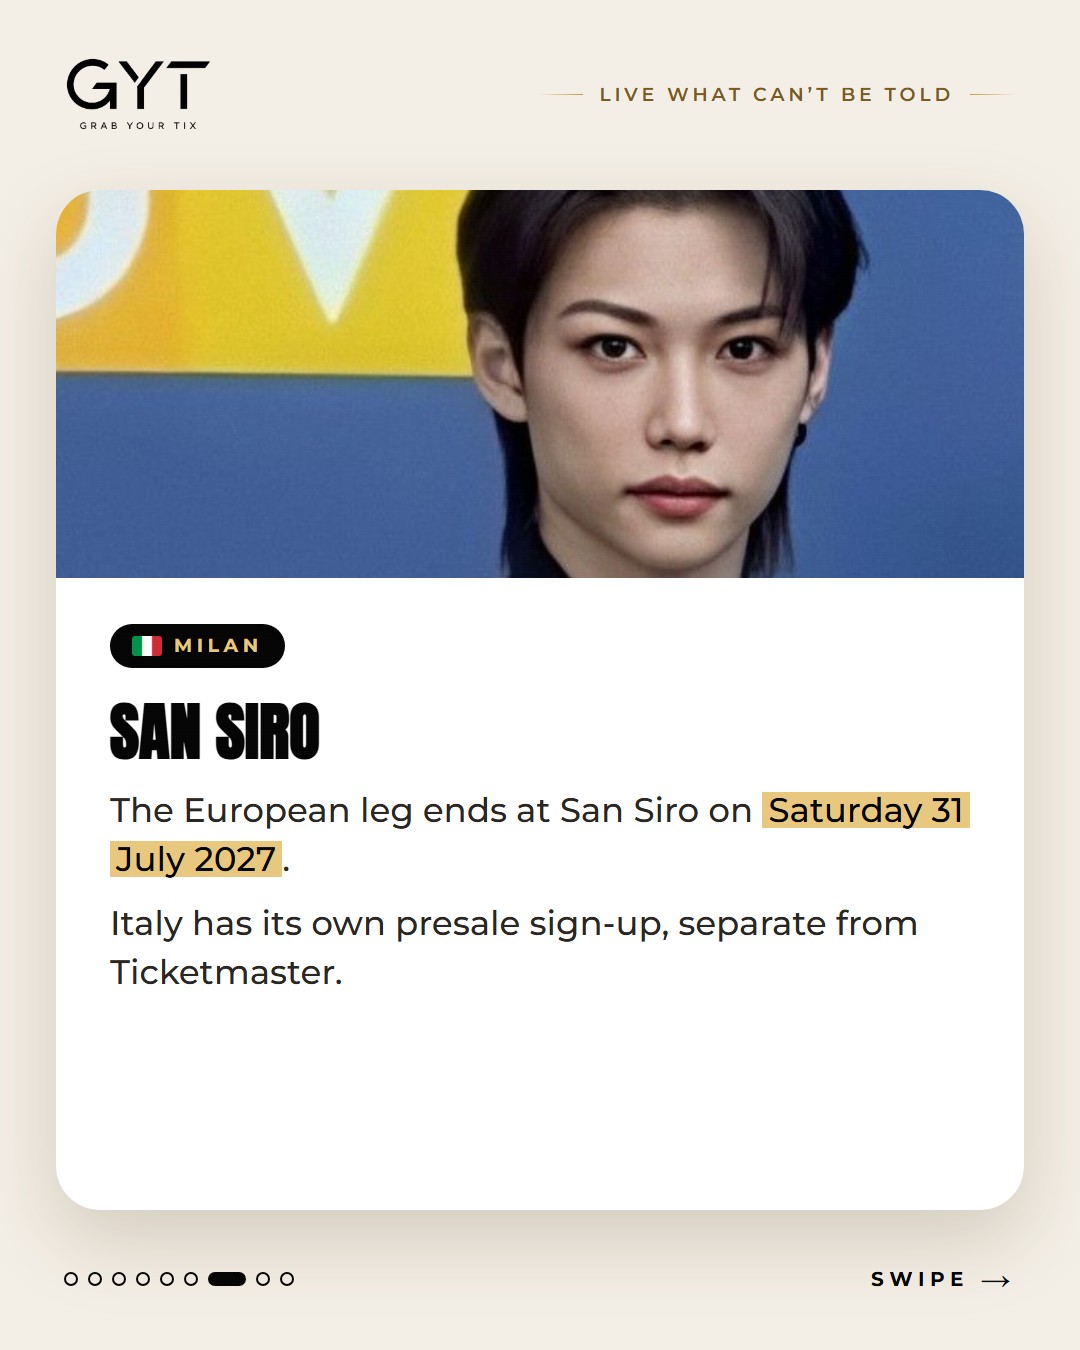 GYT
GRAB YOUR TIX
LIVE WHAT CAN’T BE TOLD
MILAN
SAN SIRO
The European leg ends at San Siro on Saturday 31
July 2027.
Italy has its own presale sign-up, separate from
Ticketmaster.
SWIPE →